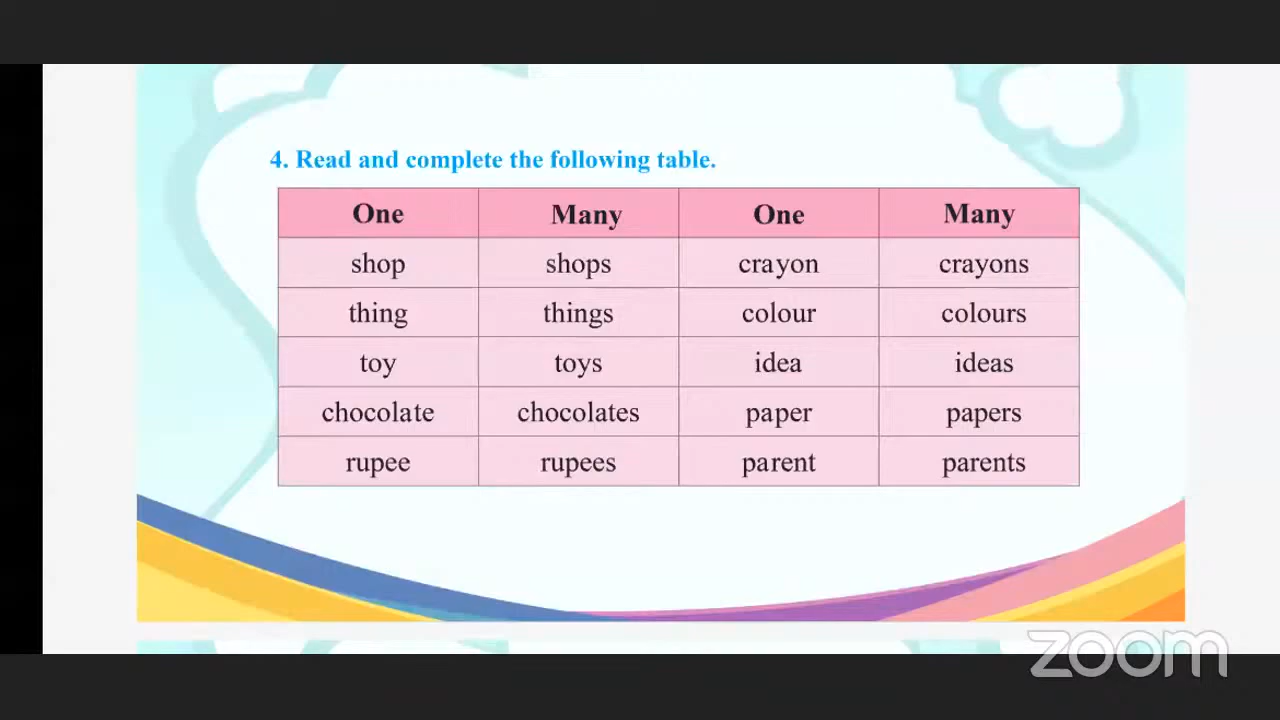 4. Read and complete the following table.
One Many One Many
shop shops crayon crayons
thing things colour colours
toy toys idea ideas
chocolate chocolates paper papers
rupee rupees parent parents
zoom